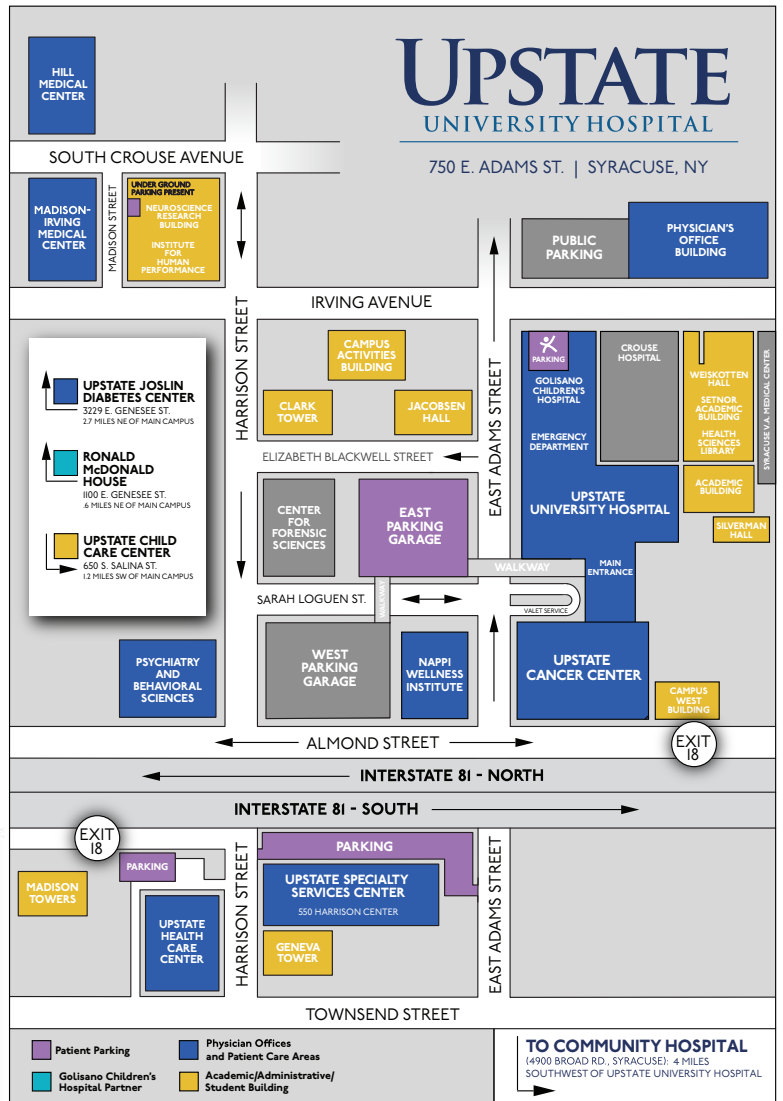 HILL
MEDICAL
CENTER
UPSTATE
UNIVERSITY HOSPITAL
750 E. ADAMS ST. | SYRACUSE, NY
SOUTH CROUSE AVENUE
MADISON-
IRVING
MEDICAL
CENTER
MADISON STREET
UNDER GROUND
PARKING PRESENT
NEUROSCIENCE
RESEARCH
BUILDING
INSTITUTE
FOR
HUMAN
PERFORMANCE
PUBLIC
PARKING
PHYSICIAN'S
OFFICE
BUILDING
IRVING AVENUE
HARRISON STREET
EAST ADAMS STREET
UPSTATE JOSLIN
DIABETES CENTER
3229 E. GENESEE ST.
2.7 MILES NE OF MAIN CAMPUS
RONALD
McDONALD
HOUSE
1100 E. GENESEE ST.
.6 MILES NE OF MAIN CAMPUS
UPSTATE CHILD
CARE CENTER
650 S. SALINA ST.
1.2 MILES SW OF MAIN CAMPUS
CAMPUS
ACTIVITIES
BUILDING
CLARK
TOWER
JACOBSEN
HALL
PARKING
GOLISANO
CHILDREN'S
HOSPITAL
EMERGENCY
DEPARTMENT
CROUSE
HOSPITAL
WEISKOTTEN
HALL
SETNOR
ACADEMIC
BUILDING
HEALTH
SCIENCES
LIBRARY
SYRACUSE V.A. MEDICAL CENTER
ELIZABETH BLACKWELL STREET
CENTER
FOR
FORENSIC
SCIENCES
EAST
PARKING
GARAGE
UPSTATE
UNIVERSITY HOSPITAL
ACADEMIC
BUILDING
SILVERMAN
HALL
WALKWAY
MAIN
ENTRANCE
SARAH LOGUEN ST.
WALKWAY
VALET SERVICE
PSYCHIATRY
AND
BEHAVIORAL
SCIENCES
WEST
PARKING
GARAGE
NAPPI
WELLNESS
INSTITUTE
UPSTATE
CANCER CENTER
CAMPUS
WEST
BUILDING
ALMOND STREET
EXIT
18
INTERSTATE 81 - NORTH
INTERSTATE 81 - SOUTH
EXIT
18
PARKING
MADISON
TOWERS
UPSTATE
HEALTH
CARE
CENTER
HARRISON STREET
PARKING
UPSTATE SPECIALTY
SERVICES CENTER
550 HARRISON CENTER
GENEVA
TOWER
EAST ADAMS STREET
TOWNSEND STREET
Patient Parking
Physician Offices
and Patient Care Areas
Golisano Children's
Hospital Partner
Academic/Administrative/
Student Building
TO COMMUNITY HOSPITAL
(4900 BROAD RD., SYRACUSE): 4 MILES
SOUTHWEST OF UPSTATE UNIVERSITY HOSPITAL